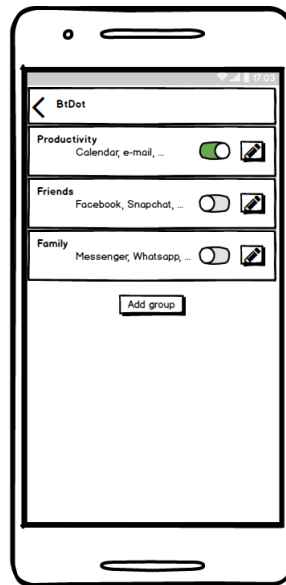 17:03
BtDot
Productivity
Calendar, e-mail, ...
Friends
Facebook, Snapchat, ...
Family
Messenger, Whatsapp, ...
Add group